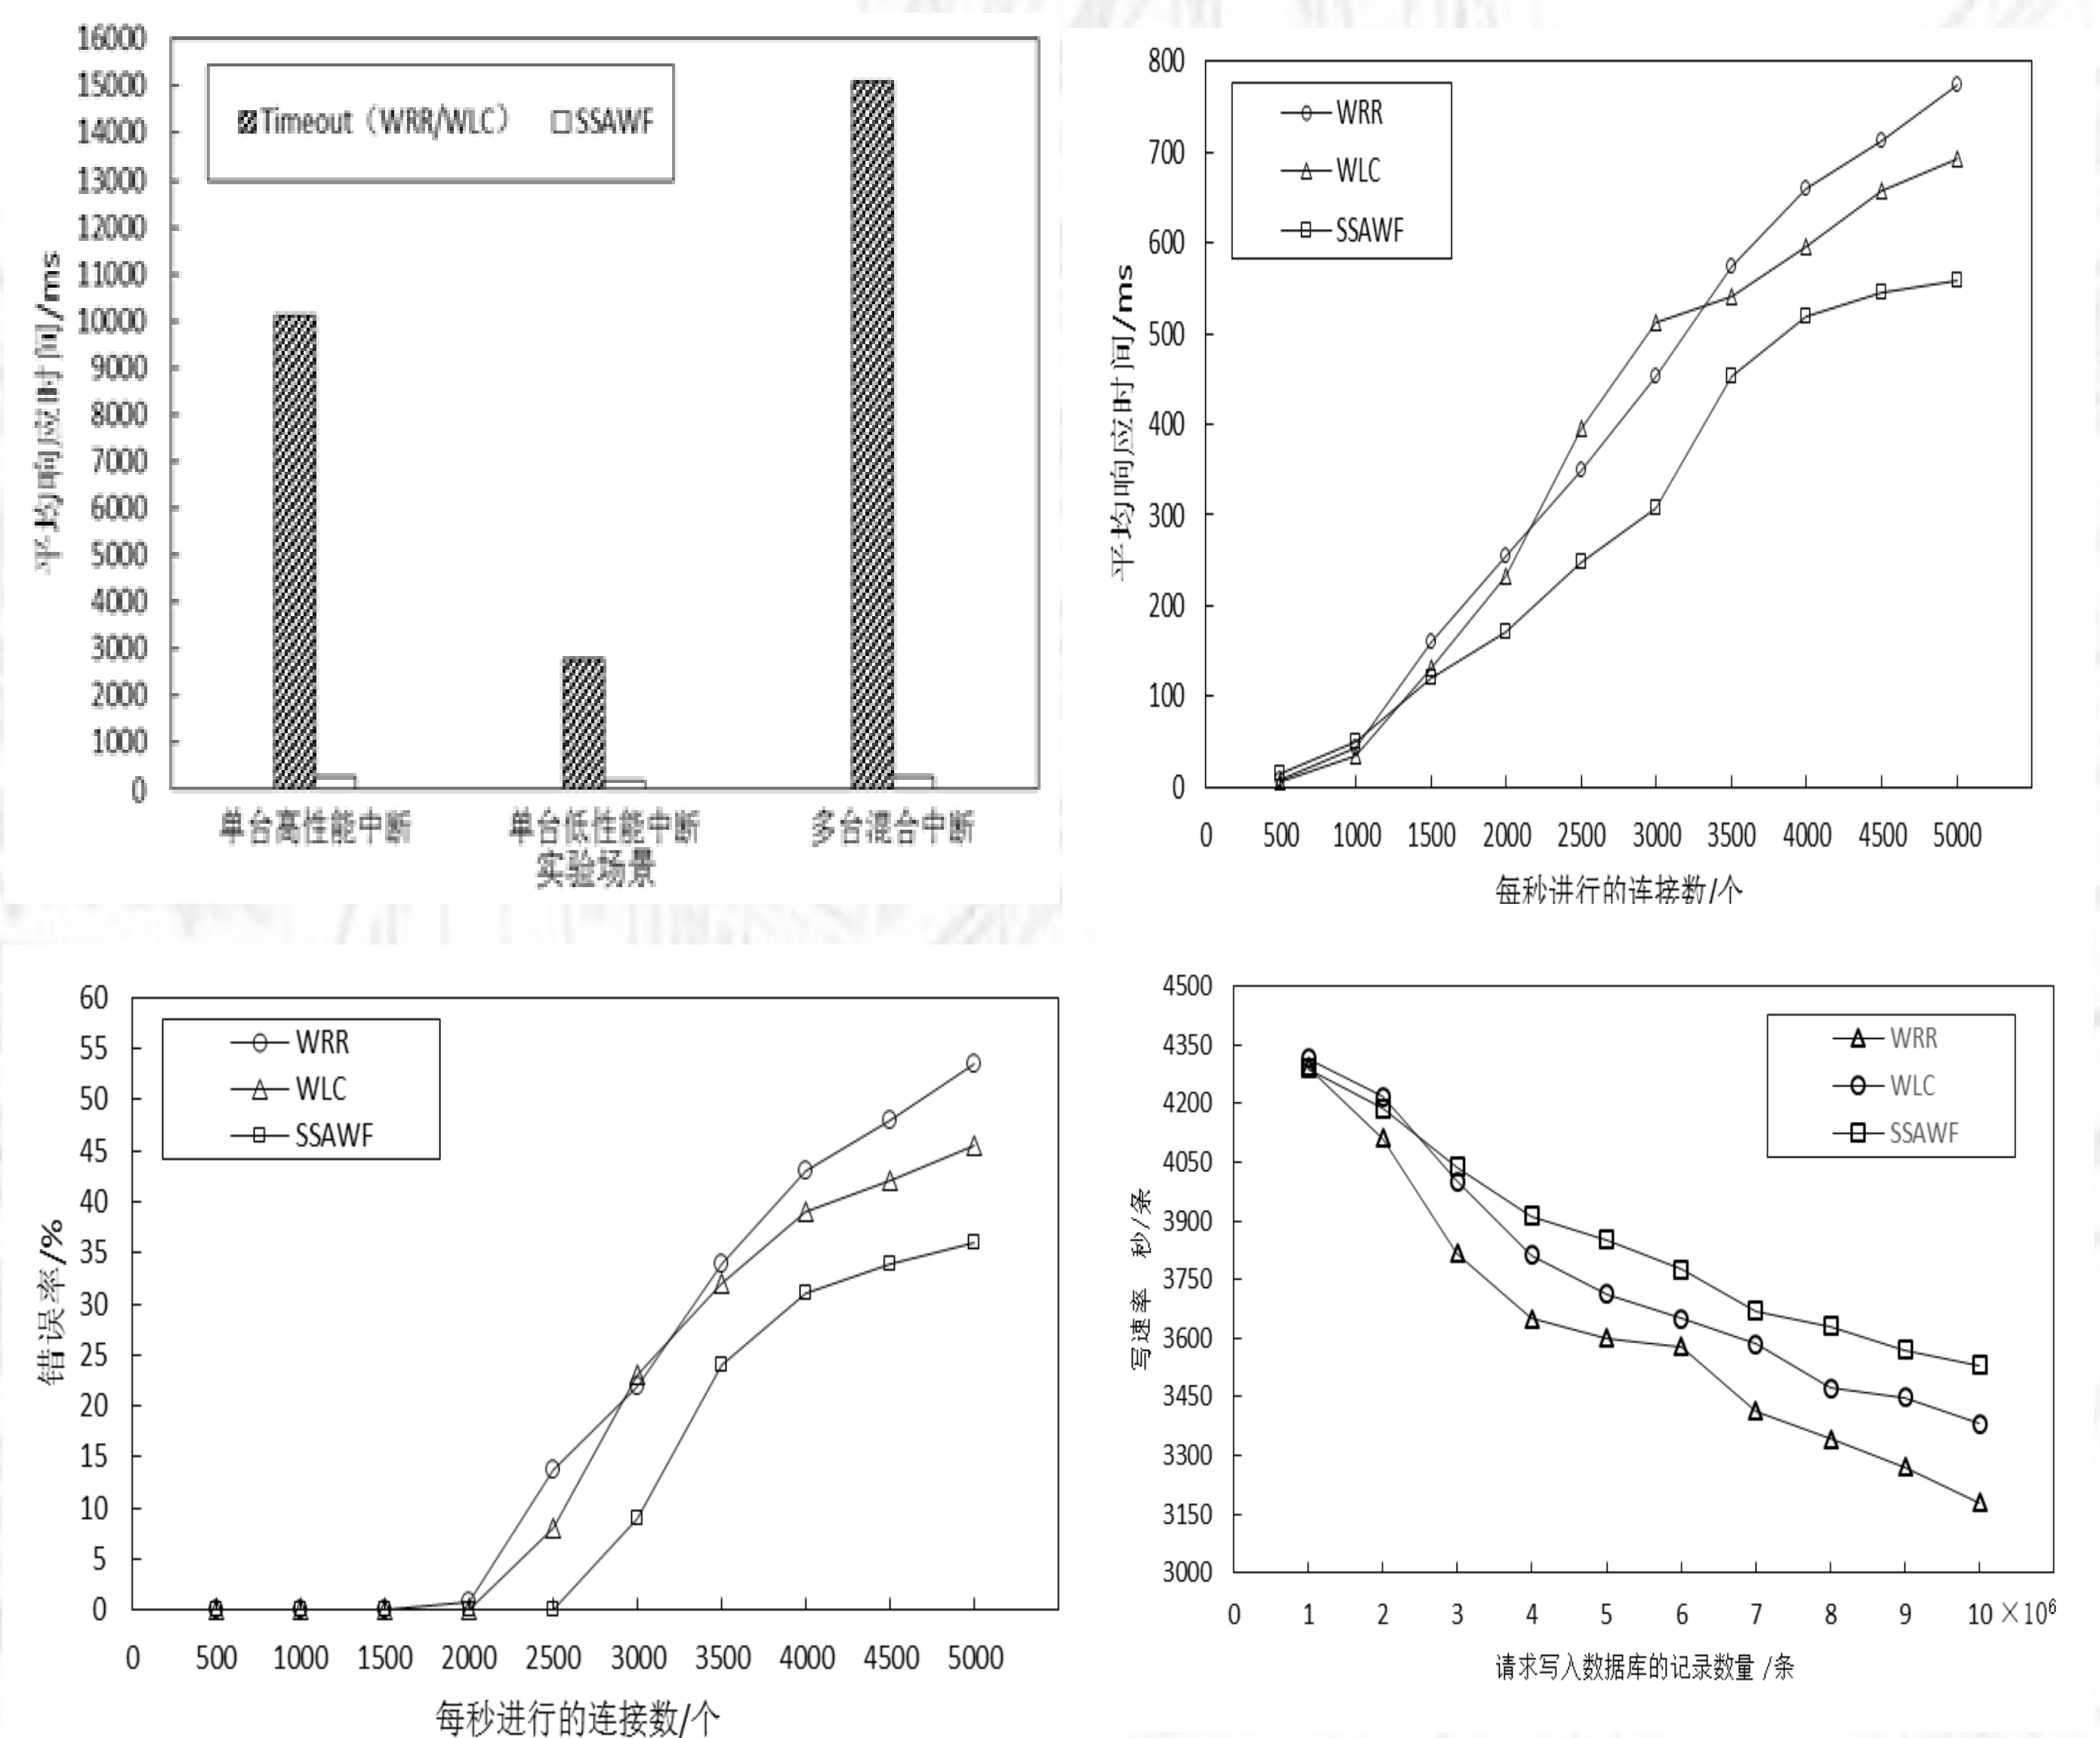 16000
15000
14000
13000
12000
11000
10000
9000
8000
7000
6000
5000
4000
3000
2000
1000
0
平均响应时间/ms
Timeout（WRR/WLC） SSAWF
单台高性能中断 单台低性能中断 多台混合中断
实验场景
800
700
600
500
400
300
200
100
0
平均响应时间/ms
WRR
WLC
SSAWF
0 500 1000 1500 2000 2500 3000 3500 4000 4500 5000
每秒进行的连接数/个
60
55
50
45
40
35
30
25
20
15
10
5
0
错误率/%
WRR
WLC
SSAWF
0 500 1000 1500 2000 2500 3000 3500 4000 4500 5000
每秒进行的连接数/个
4500
4350
4200
4050
3900
3750
3600
3450
3300
3150
3000
写速率 秒/条
WRR
WLC
SSAWF
0 1 2 3 4 5 6 7 8 9 10 ×10⁶
请求写入数据库的记录数量 /条